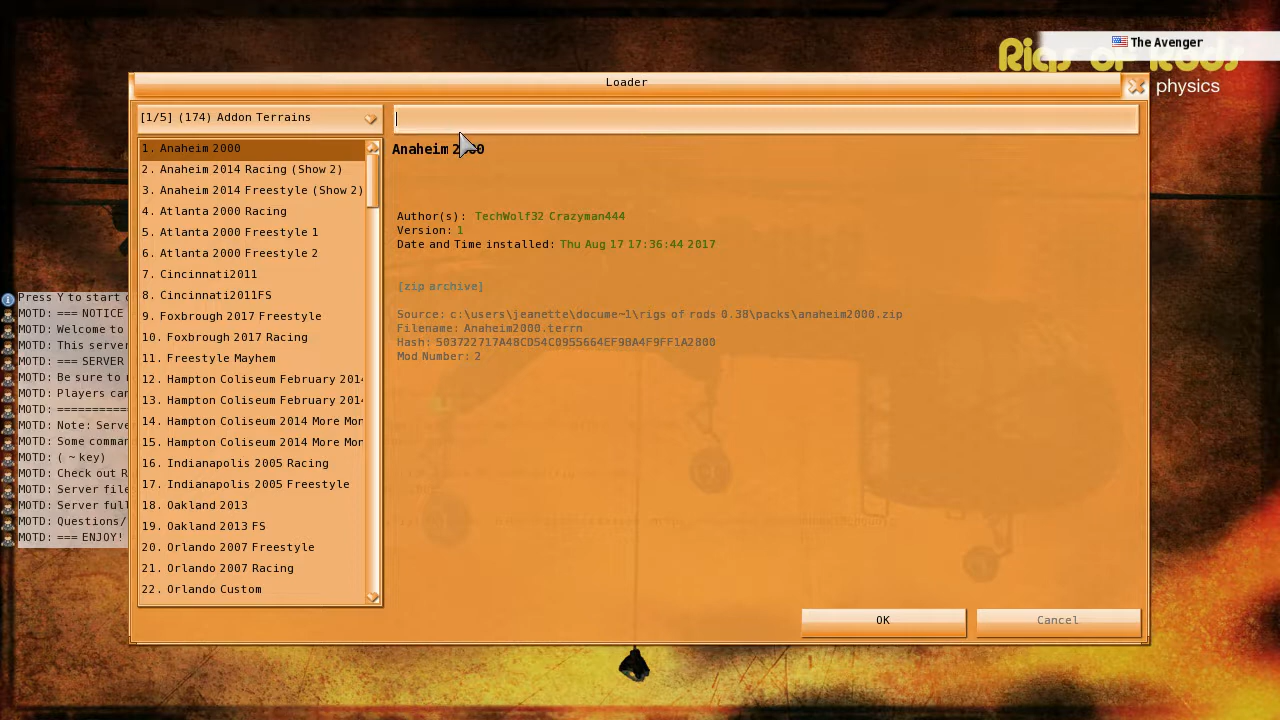 The Avenger
Rigs of Rods
physics
Loader
[1/5] (174) Addon Terrains
1. Anaheim 2000
2. Anaheim 2014 Racing (Show 2)
3. Anaheim 2014 Freestyle (Show 2)
4. Atlanta 2000 Racing
5. Atlanta 2000 Freestyle 1
6. Atlanta 2000 Freestyle 2
7. Cincinnati2011
8. Cincinnati2011FS
9. Foxbrough 2017 Freestyle
10. Foxbrough 2017 Racing
11. Freestyle Mayhem
12. Hampton Coliseum February 2014
13. Hampton Coliseum February 2014
14. Hampton Coliseum 2014 More Mon
15. Hampton Coliseum 2014 More Mon
16. Indianapolis 2005 Racing
17. Indianapolis 2005 Freestyle
18. Oakland 2013
19. Oakland 2013 FS
20. Orlando 2007 Freestyle
21. Orlando 2007 Racing
22. Orlando Custom
Anaheim 2000
Author(s): TechWolf32 Crazyman444
Version: 1
Date and Time installed: Thu Aug 17 17:36:44 2017
[zip archive]
Source: c:\users\jeanette\docume~1\rigs of rods 0.38\packs\anaheim2000.zip
Filename: Anaheim2000.terrn
Hash: 503722717A48CD54C0955664EF98A4F9FF1A2800
Mod Number: 2
OK
Cancel
Press Y to start
MOTD: === NOTICE
MOTD: Welcome to
MOTD: This server
MOTD: === SERVER
MOTD: Be sure to
MOTD: Players can
MOTD: ==========
MOTD: Note: Serve
MOTD: Some comman
MOTD: ( ~ key)
MOTD: Check out R
MOTD: Server file
MOTD: Server full
MOTD: Questions/
MOTD: === ENJOY!